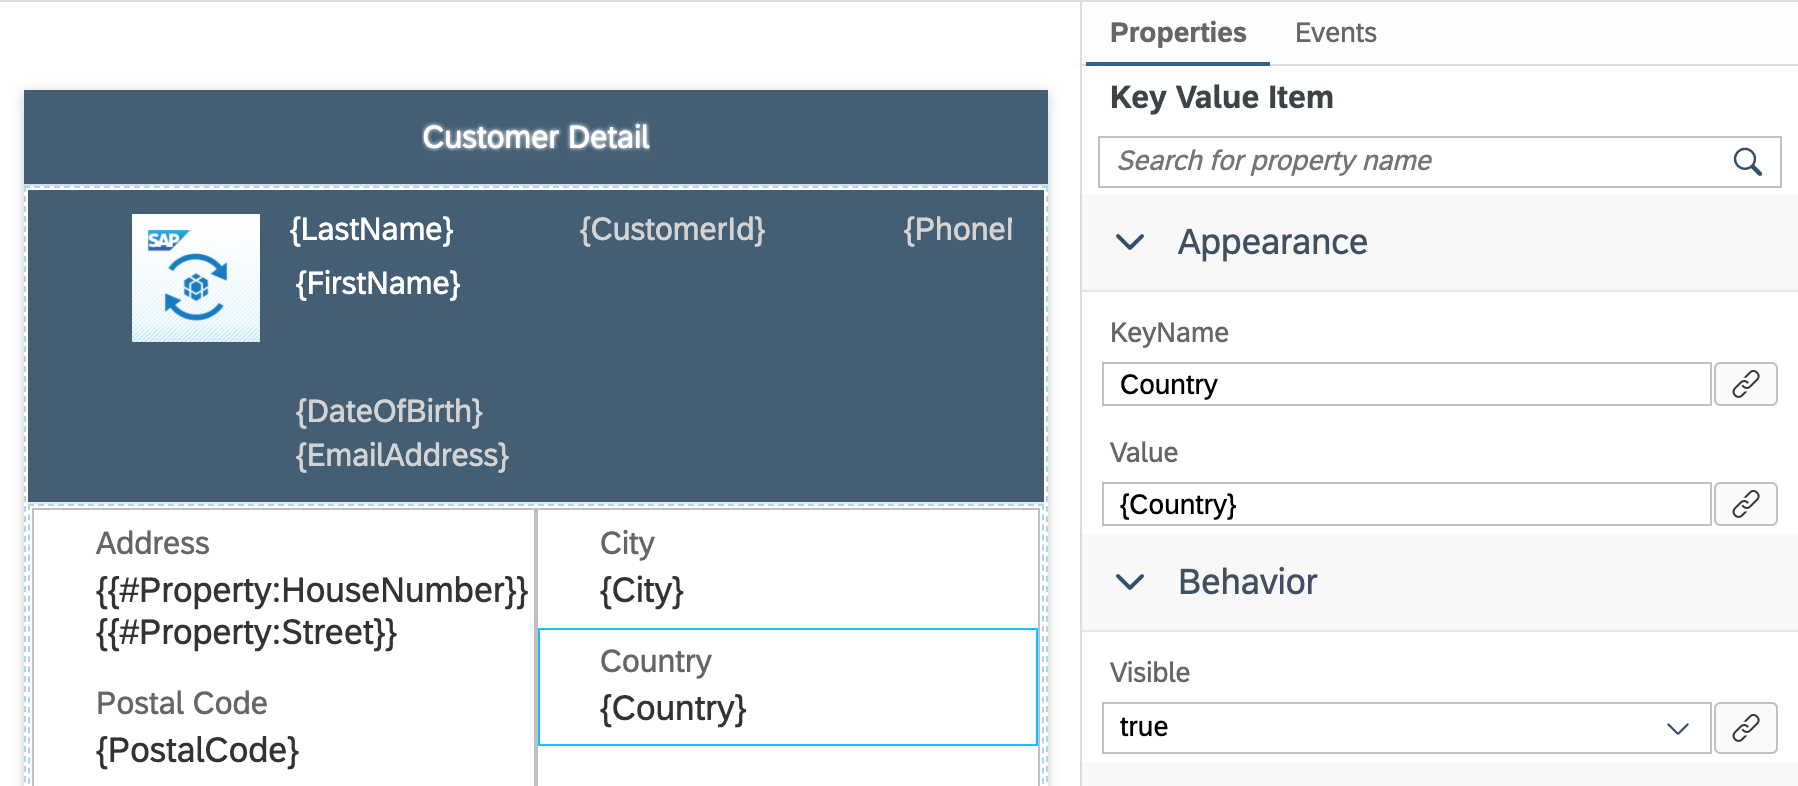 Customer Detail
SAP
{LastName}
{CustomerId}
{FirstName}
{DateOfBirth}
{EmailAddress}
Address
{{#Property:HouseNumber}}
{{#Property:Street}}
Postal Code
{PostalCode}
City
{City}
Country
{Country}
Properties
Events
Key Value Item
Search for property name
Appearance
KeyName
Country
Value
{Country}
Behavior
Visible
true